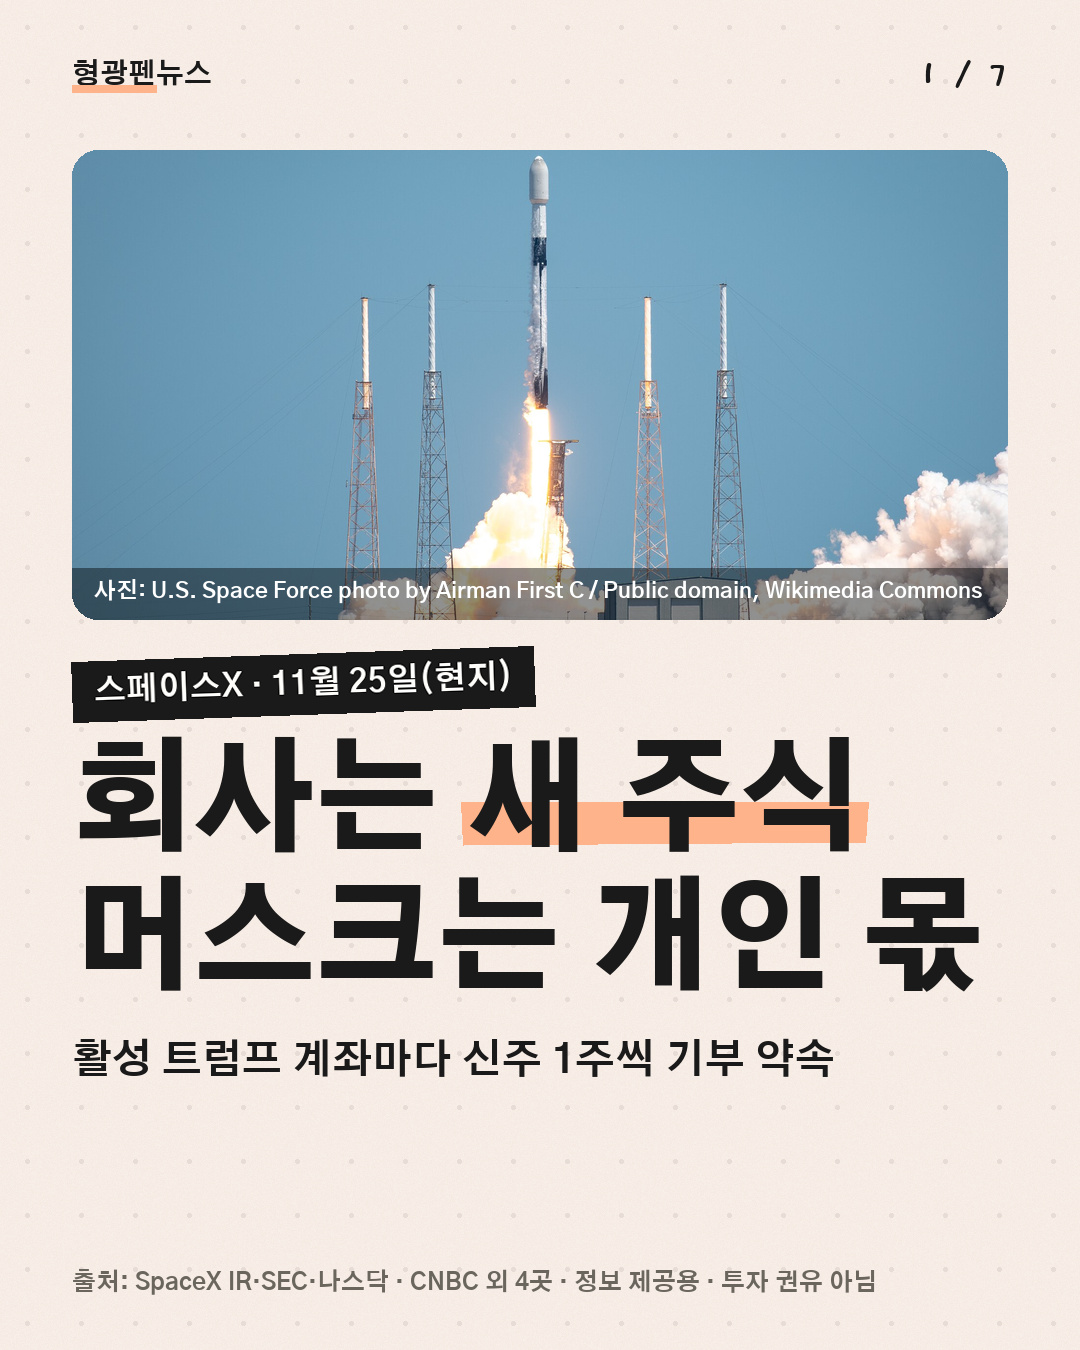 형광펜뉴스
1 / 7
사진: U.S. Space Force photo by Airman First C / Public domain, Wikimedia Commons
스페이스X · 11월 25일(현지)
회사는 새 주식
머스크는 개인 몫
활성 트럼프 계좌마다 신주 1주씩 기부 약속
출처: SpaceX IR·SEC·나스닥 · CNBC 외 4곳 · 정보 제공용 · 투자 권유 아님